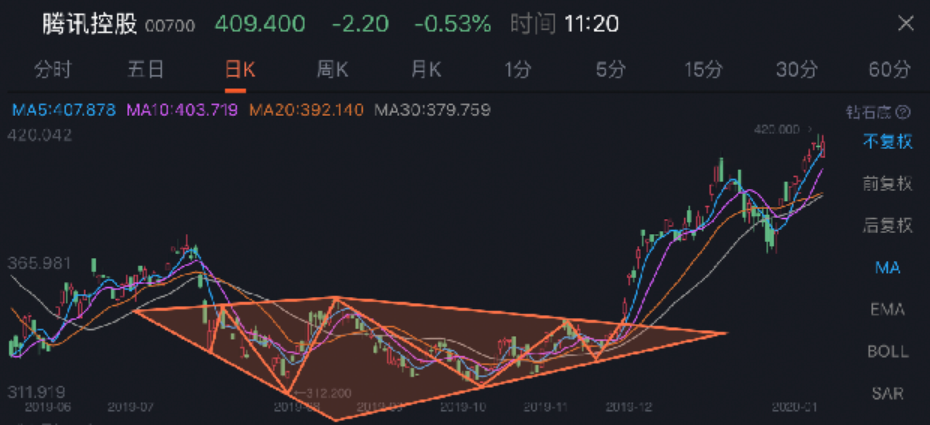 腾讯控股 00700 409.400 -2.20 -0.53% 时间 11:20 ×
分时 五日 日K 周K 月K 1分 5分 15分 30分 60分
MA5:407.878 MA10:403.719 MA20:392.140 MA30:379.759 钻石底 ?
420.042 420.000
不复权
前复权
后复权
365.981 MA
EMA
BOLL
311.919 ←312.200 SAR
2019-06 2019-07 2019-08 2019-09 2019-10 2019-11 2019-12 2020-01